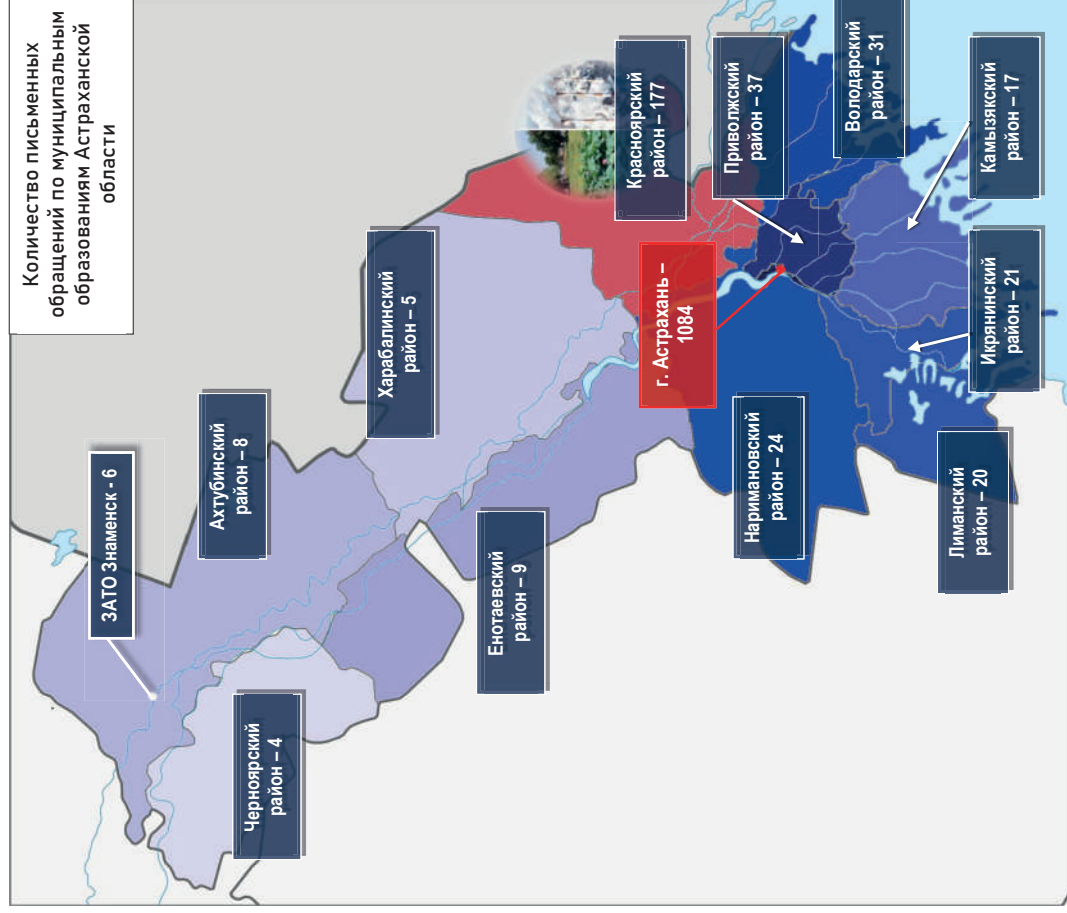 Количество письменных
обращений по муниципальным
образованиям Астраханской
области
ЗАТО Знаменск - 6
Ахтубинский
район – 8
Черноярский
район – 4
Харабалинский
район – 5
Енотаевский
район – 9
Красноярский
район – 177
г. Астрахань –
1084
Приволжский
район – 37
Наримановский
район – 24
Володарский
район – 31
Камызякский
район – 17
Икрянинский
район – 21
Лиманский
район – 20